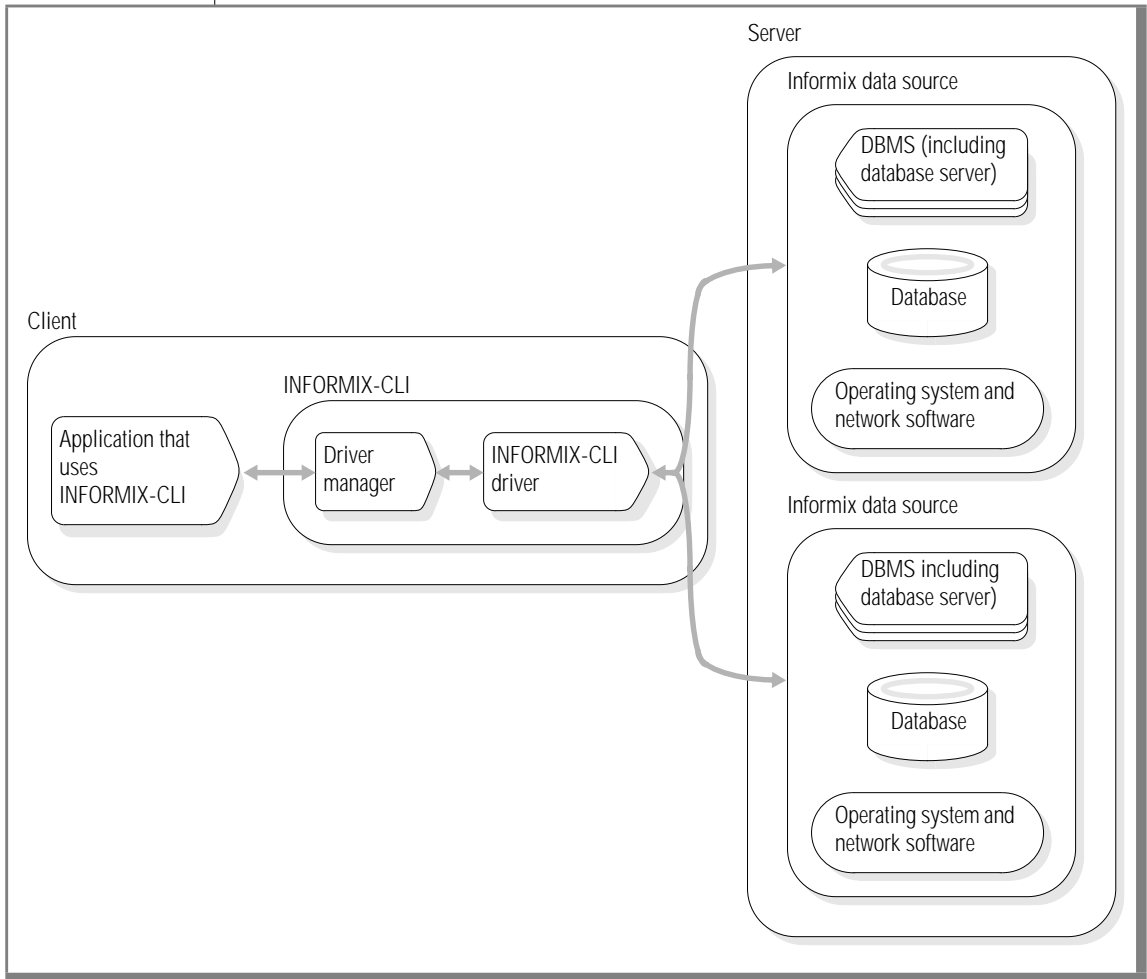 Server
Informix data source
DBMS (including
database server)
Database
Operating system and
network software
Client
INFORMIX-CLI
Application that
uses
INFORMIX-CLI
Driver
manager
INFORMIX-CLI
driver
Informix data source
DBMS including
database server)
Database
Operating system and
network software